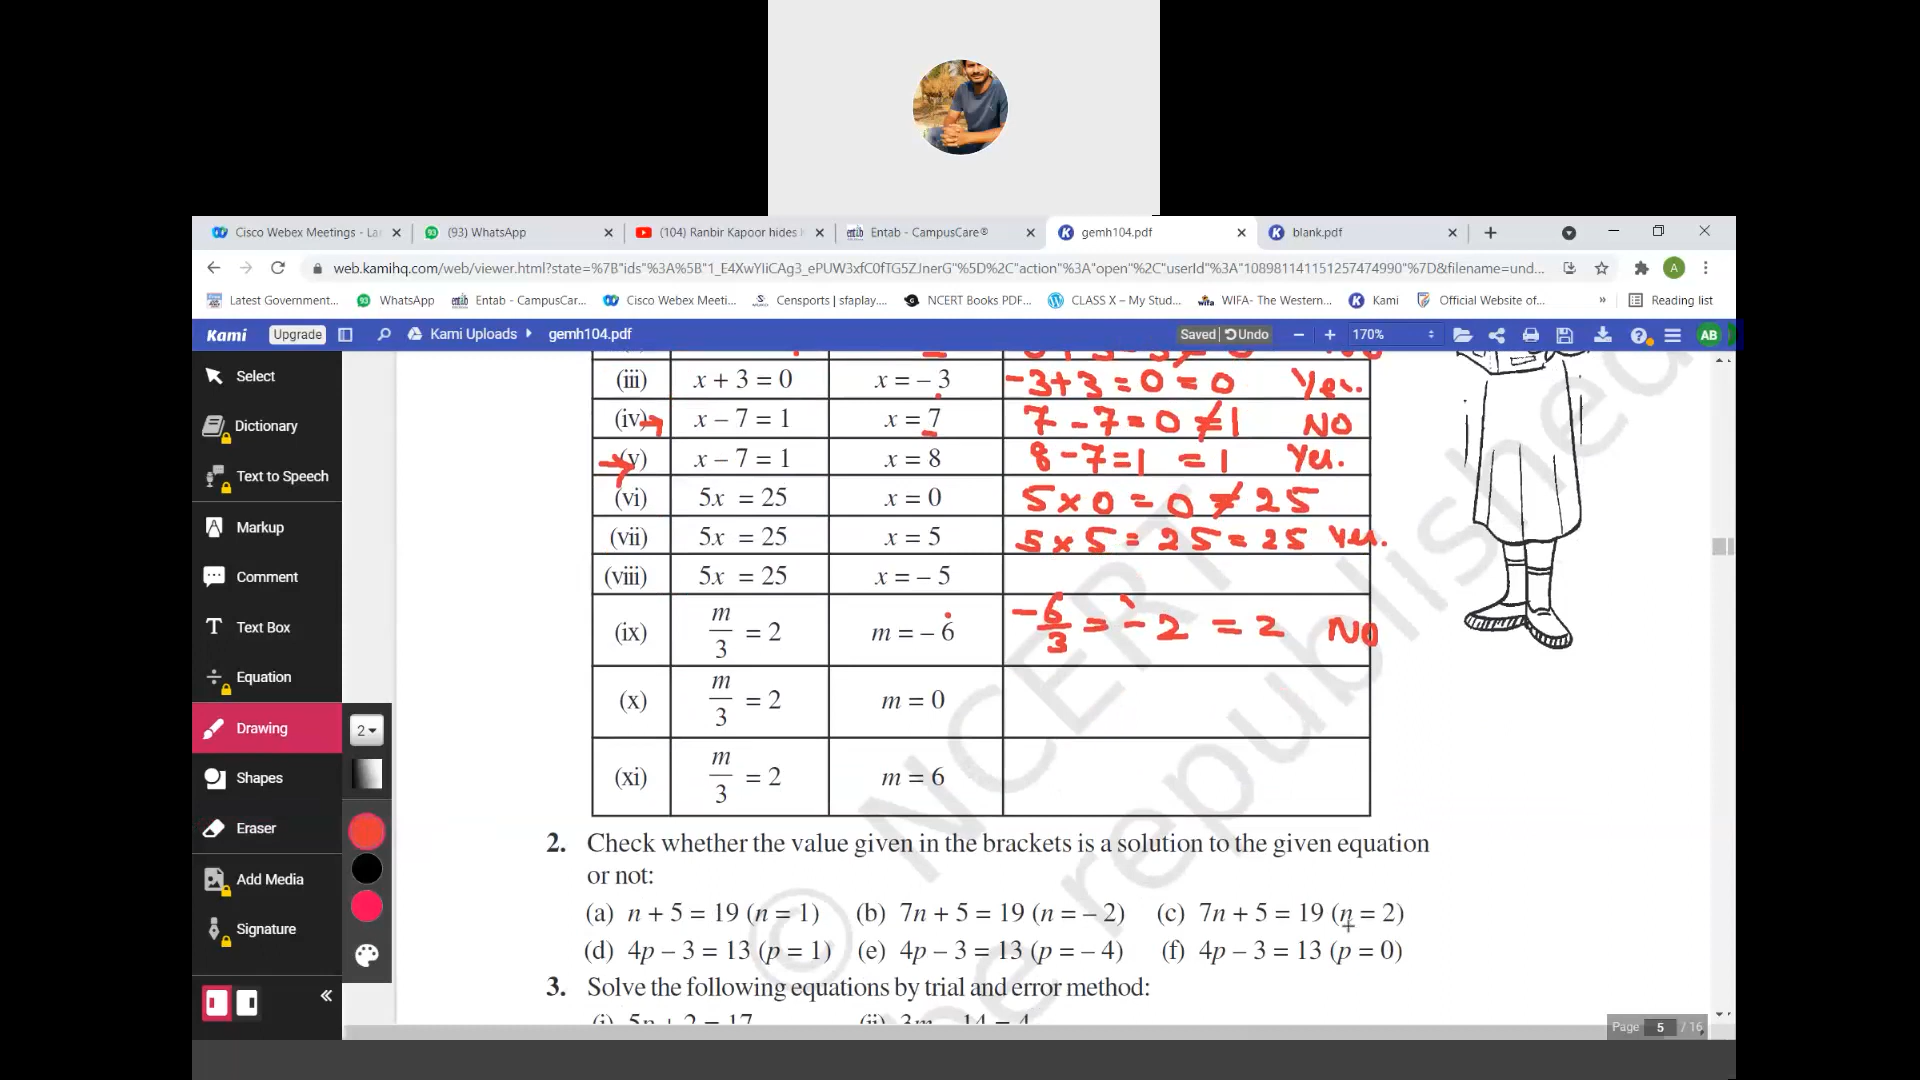 Cisco Webex Meetings - La
(93) WhatsApp
(104) Ranbir Kapoor hides
Entab - CampusCare®
gemh104.pdf
blank.pdf
web.kamihq.com/web/viewer.html?state=%7B"ids"%3A%5B"1_E4XwYIiCAg3_ePUW3xfC0fTG5ZJnerG"%5D%2C"action"%3A"open"%2C"userId"%3A"108981141151257474990"%7D&filename=und...
A
Latest Government...
WhatsApp
Entab - CampusCar...
Cisco Webex Meeti...
Censports | sfaplay....
NCERT Books PDF...
CLASS X – My Stud...
WIFA- The Western...
Kami
Official Website of...
»
Reading list
Kami
Upgrade
Kami Uploads
gemh104.pdf
Saved
Undo
170%
AB
Select
Dictionary
Text to Speech
Markup
Comment
Text Box
Equation
Drawing
Shapes
Eraser
Add Media
Signature
2
(iii) x + 3 = 0 x = – 3 -3+3 = 0 = 0 Yes.
(iv) x – 7 = 1 x = 7 7 - 7 = 0 ≠ 1 NO
(v) x – 7 = 1 x = 8 8 - 7 = 1 = 1 Yes.
(vi) 5x = 25 x = 0 5 × 0 = 0 ≠ 25
(vii) 5x = 25 x = 5 5 × 5 = 25 = 25 Yes.
(viii) 5x = 25 x = – 5
(ix) m/3 = 2 m = – 6 -6/3 = - 2 = 2 NO
(x) m/3 = 2 m = 0
(xi) m/3 = 2 m = 6
2. Check whether the value given in the brackets is a solution to the given equation
or not:
(a) n + 5 = 19 (n = 1) (b) 7n + 5 = 19 (n = – 2) (c) 7n + 5 = 19 (n = 2)
(d) 4p – 3 = 13 (p = 1) (e) 4p – 3 = 13 (p = – 4) (f) 4p – 3 = 13 (p = 0)
3. Solve the following equations by trial and error method:
(i) 5p + 2 = 17 (ii) 3m – 14 = 4
© NCERT
be republished
Page 5 / 16